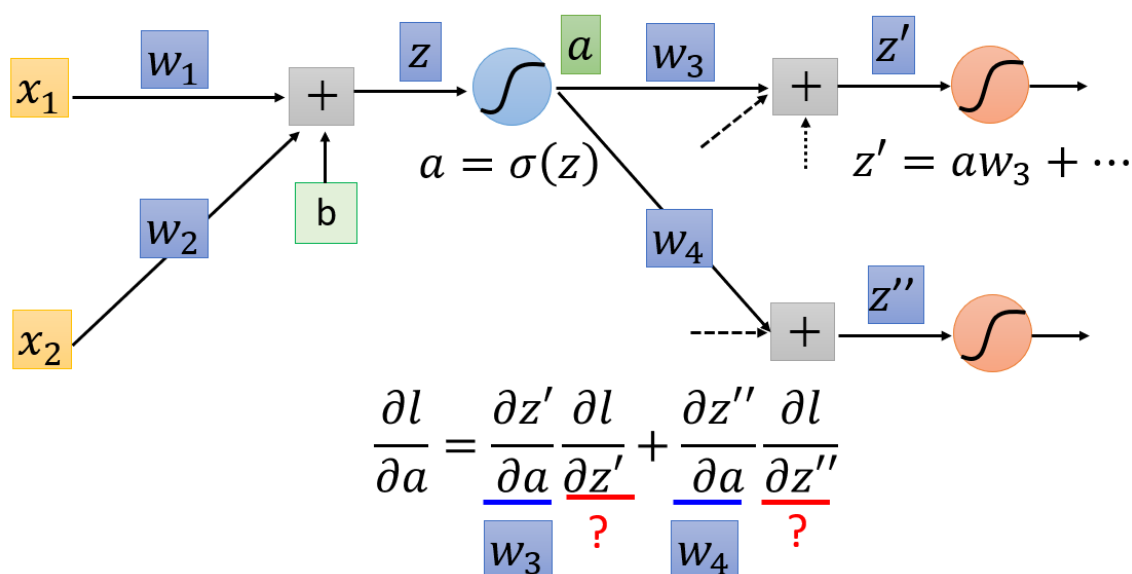 x₁ w₁ + z a w₃ + z′
a = σ(z) z′ = aw₃ + ⋯
b
w₂ w₄
x₂ + z′′
∂l/∂a = ∂z′/∂a ∂l/∂z′ + ∂z′′/∂a ∂l/∂z′′
w₃ ? w₄ ?